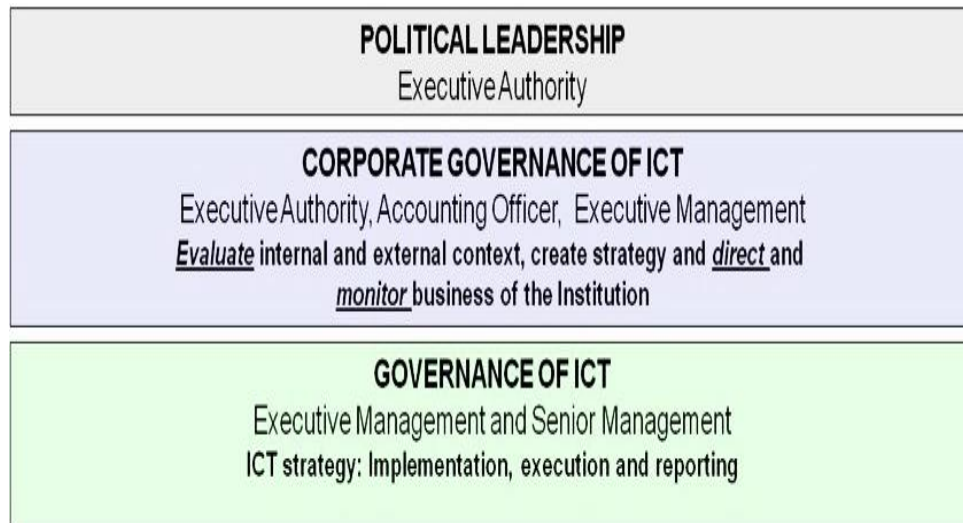 POLITICAL LEADERSHIP
Executive Authority
CORPORATE GOVERNANCE OF ICT
Executive Authority, Accounting Officer, Executive Management
Evaluate internal and external context, create strategy and direct and
monitor business of the Institution
GOVERNANCE OF ICT
Executive Management and Senior Management
ICT strategy: Implementation, execution and reporting